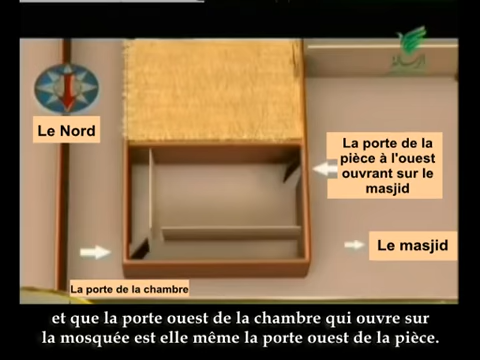 الرسالة
Le Nord
La porte de la
pièce à l'ouest
ouvrant sur le
masjid
Le masjid
La porte de la chambre
et que la porte ouest de la chambre qui ouvre sur
la mosquée est elle même la porte ouest de la pièce.